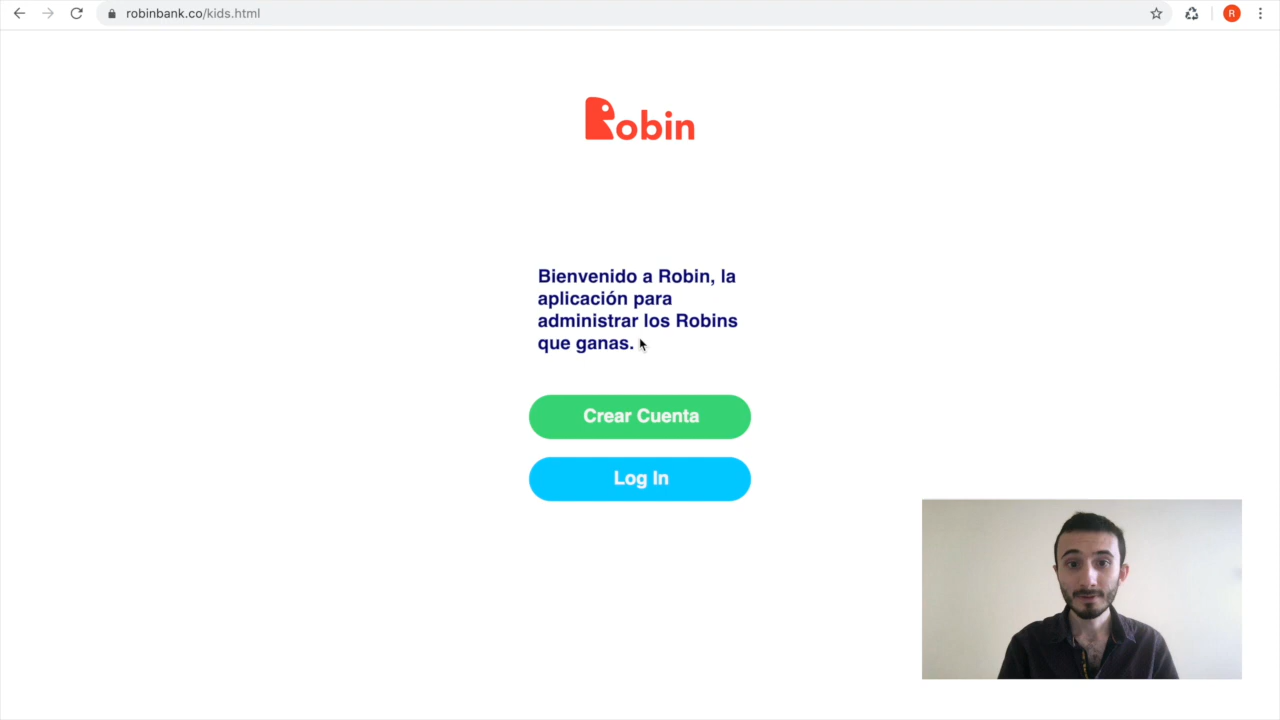 robinbank.co/kids.html
R
Robin
Bienvenido a Robin, la
aplicación para
administrar los Robins
que ganas.
Crear Cuenta
Log In